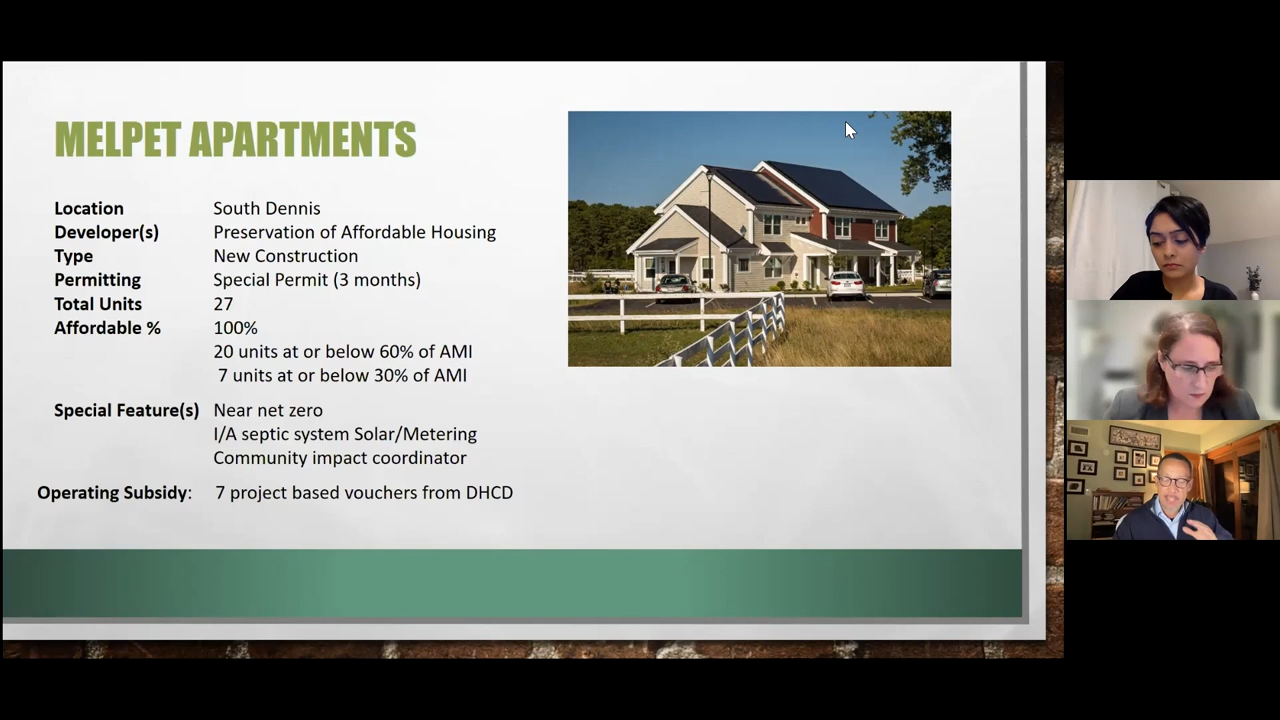 MELPET APARTMENTS
Location South Dennis
Developer(s) Preservation of Affordable Housing
Type New Construction
Permitting Special Permit (3 months)
Total Units 27
Affordable % 100%
20 units at or below 60% of AMI
7 units at or below 30% of AMI
Special Feature(s) Near net zero
I/A septic system Solar/Metering
Community impact coordinator
Operating Subsidy: 7 project based vouchers from DHCD